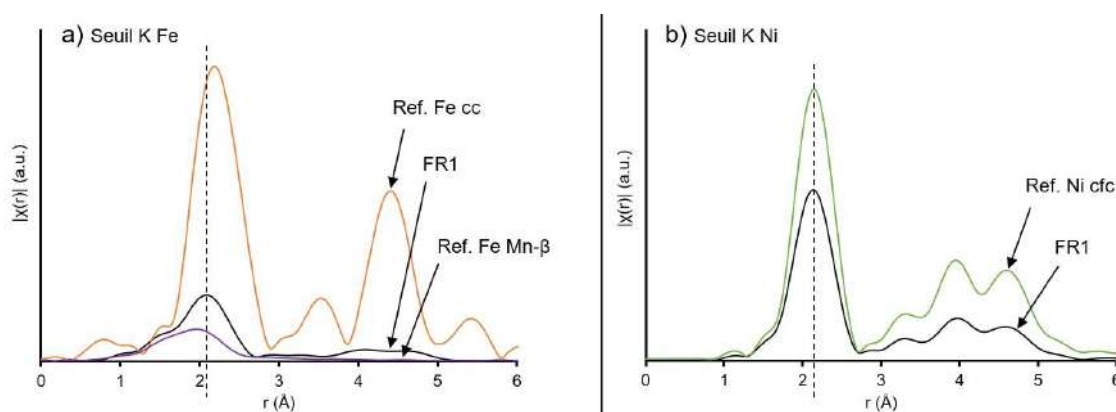 a) Seuil K Fe
|χ(r)| (a.u.)
Ref. Fe cc
FR1
Ref. Fe Mn-β
0 1 2 3 4 5 6
r (Å)
b) Seuil K Ni
|χ(r)| (a.u.)
Ref. Ni cfc
FR1
0 1 2 3 4 5 6
r (Å)